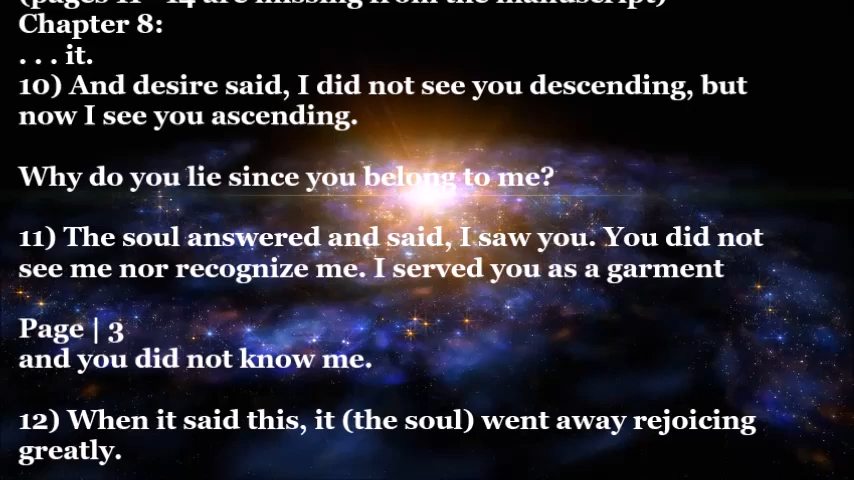 (pages 11 - 14 are missing from the manuscript)
Chapter 8:
. . . it.
10) And desire said, I did not see you descending, but
now I see you ascending.
Why do you lie since you belong to me?
11) The soul answered and said, I saw you. You did not
see me nor recognize me. I served you as a garment
Page | 3
and you did not know me.
12) When it said this, it (the soul) went away rejoicing
greatly.